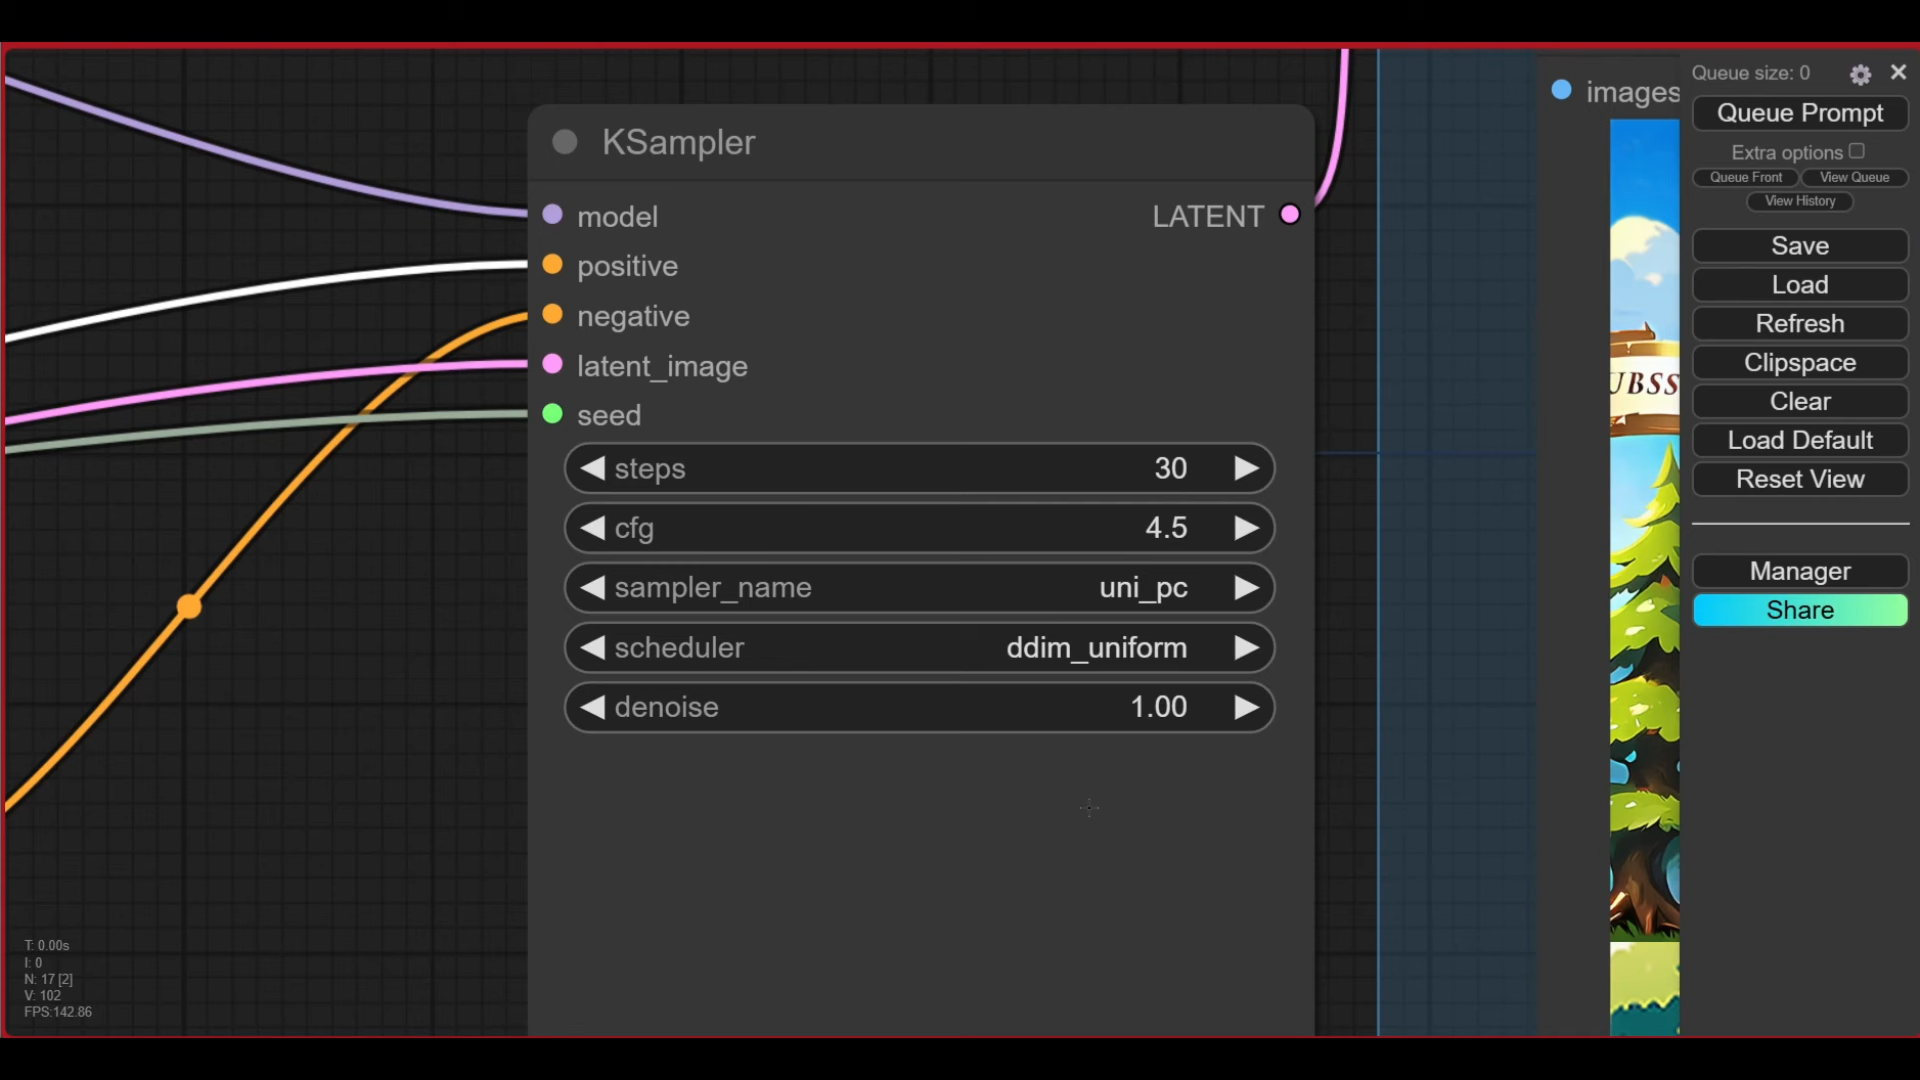 KSampler
model
LATENT
positive
negative
latent_image
seed
steps 30
cfg 4.5
sampler_name uni_pc
scheduler ddim_uniform
denoise 1.00
images
UBSS
Queue size: 0
Queue Prompt
Extra options
Queue Front
View Queue
View History
Save
Load
Refresh
Clipspace
Clear
Load Default
Reset View
Manager
Share
T: 0.00s
I: 0
N: 17 [2]
V: 102
FPS:142.86